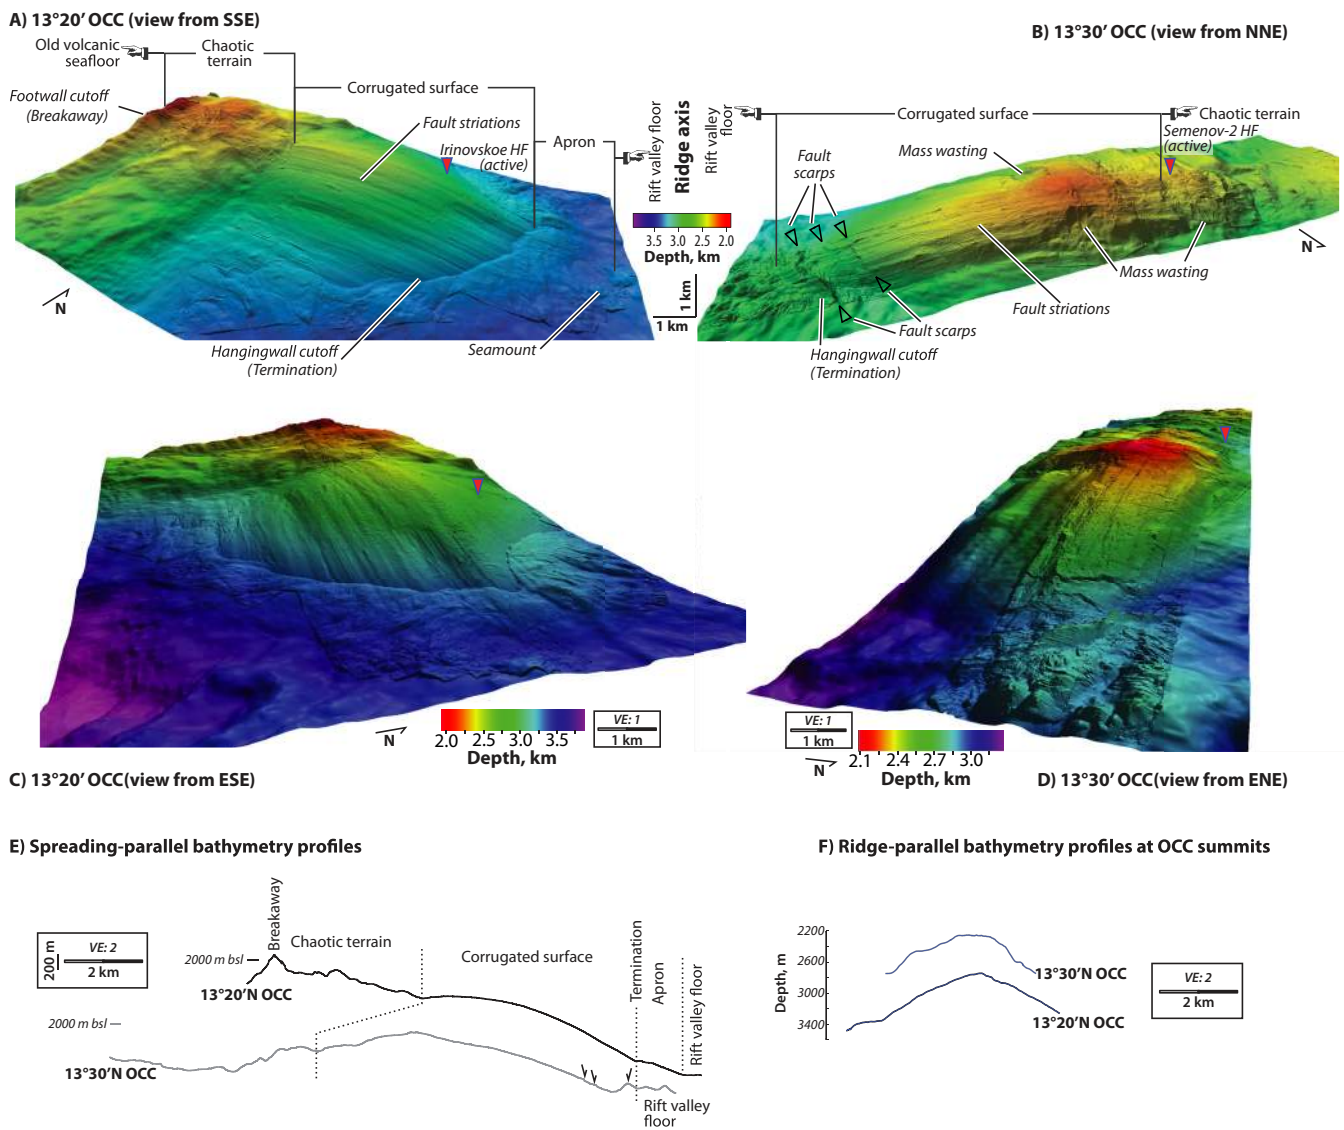 A) 13°20' OCC (view from SSE)
Old volcanic
seafloor
Chaotic
terrain
Footwall cutoff
(Breakaway)
Corrugated surface
Fault striations
Irinovskoe HF
(active)
Apron
N
Hangingwall cutoff
(Termination)
Seamount
Rift valley floor
Ridge axis
Rift valley
floor
3.5 3.0 2.5 2.0
Depth, km
1 km
1 km
B) 13°30' OCC (view from NNE)
Corrugated surface
Chaotic terrain
Semenov-2 HF
(active)
Mass wasting
Fault
scarps
N
Mass wasting
Fault striations
Fault scarps
Hangingwall cutoff
(Termination)
N
2.0 2.5 3.0 3.5
Depth, km
VE: 1
1 km
C) 13°20' OCC(view from ESE)
VE: 1
1 km
N
2.1 2.4 2.7 3.0
Depth, km
D) 13°30' OCC(view from ENE)
E) Spreading-parallel bathymetry profiles
200 m
VE: 2
2 km
Breakaway
Chaotic terrain
Corrugated surface
Termination
Apron
Rift valley floor
2000 m bsl
13°20'N OCC
2000 m bsl
13°30'N OCC
Rift valley
floor
F) Ridge-parallel bathymetry profiles at OCC summits
Depth, m
2200
2600
3000
3400
13°30'N OCC
13°20'N OCC
VE: 2
2 km